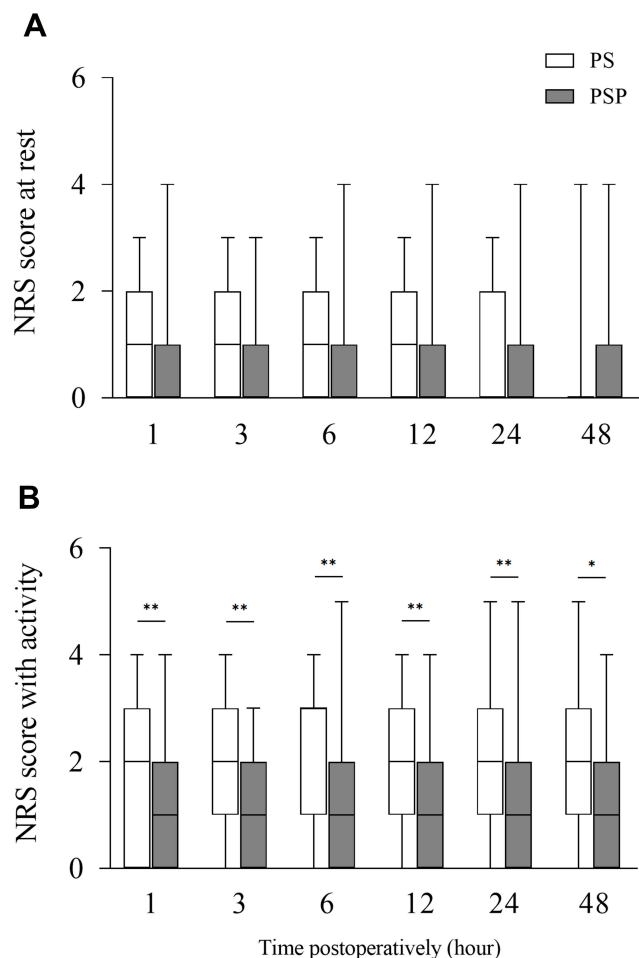 A
PS
PSP
6
4
2
0
NRS score at rest
1 3 6 12 24 48
B
6
4
2
0
NRS score with activity
** ** ** ** ** *
1 3 6 12 24 48
Time postoperatively (hour)